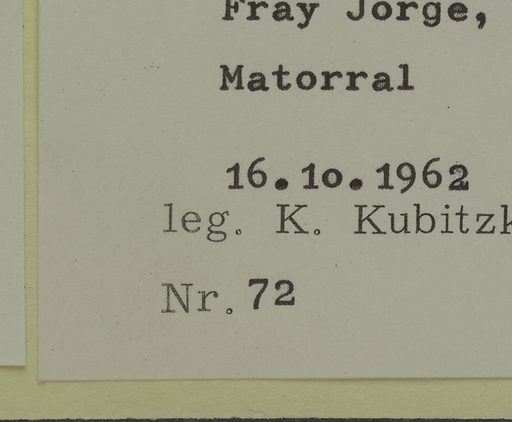 Fray Jorge,
Matorral
16.10.1962
leg. K. Kubitzk
Nr. 72